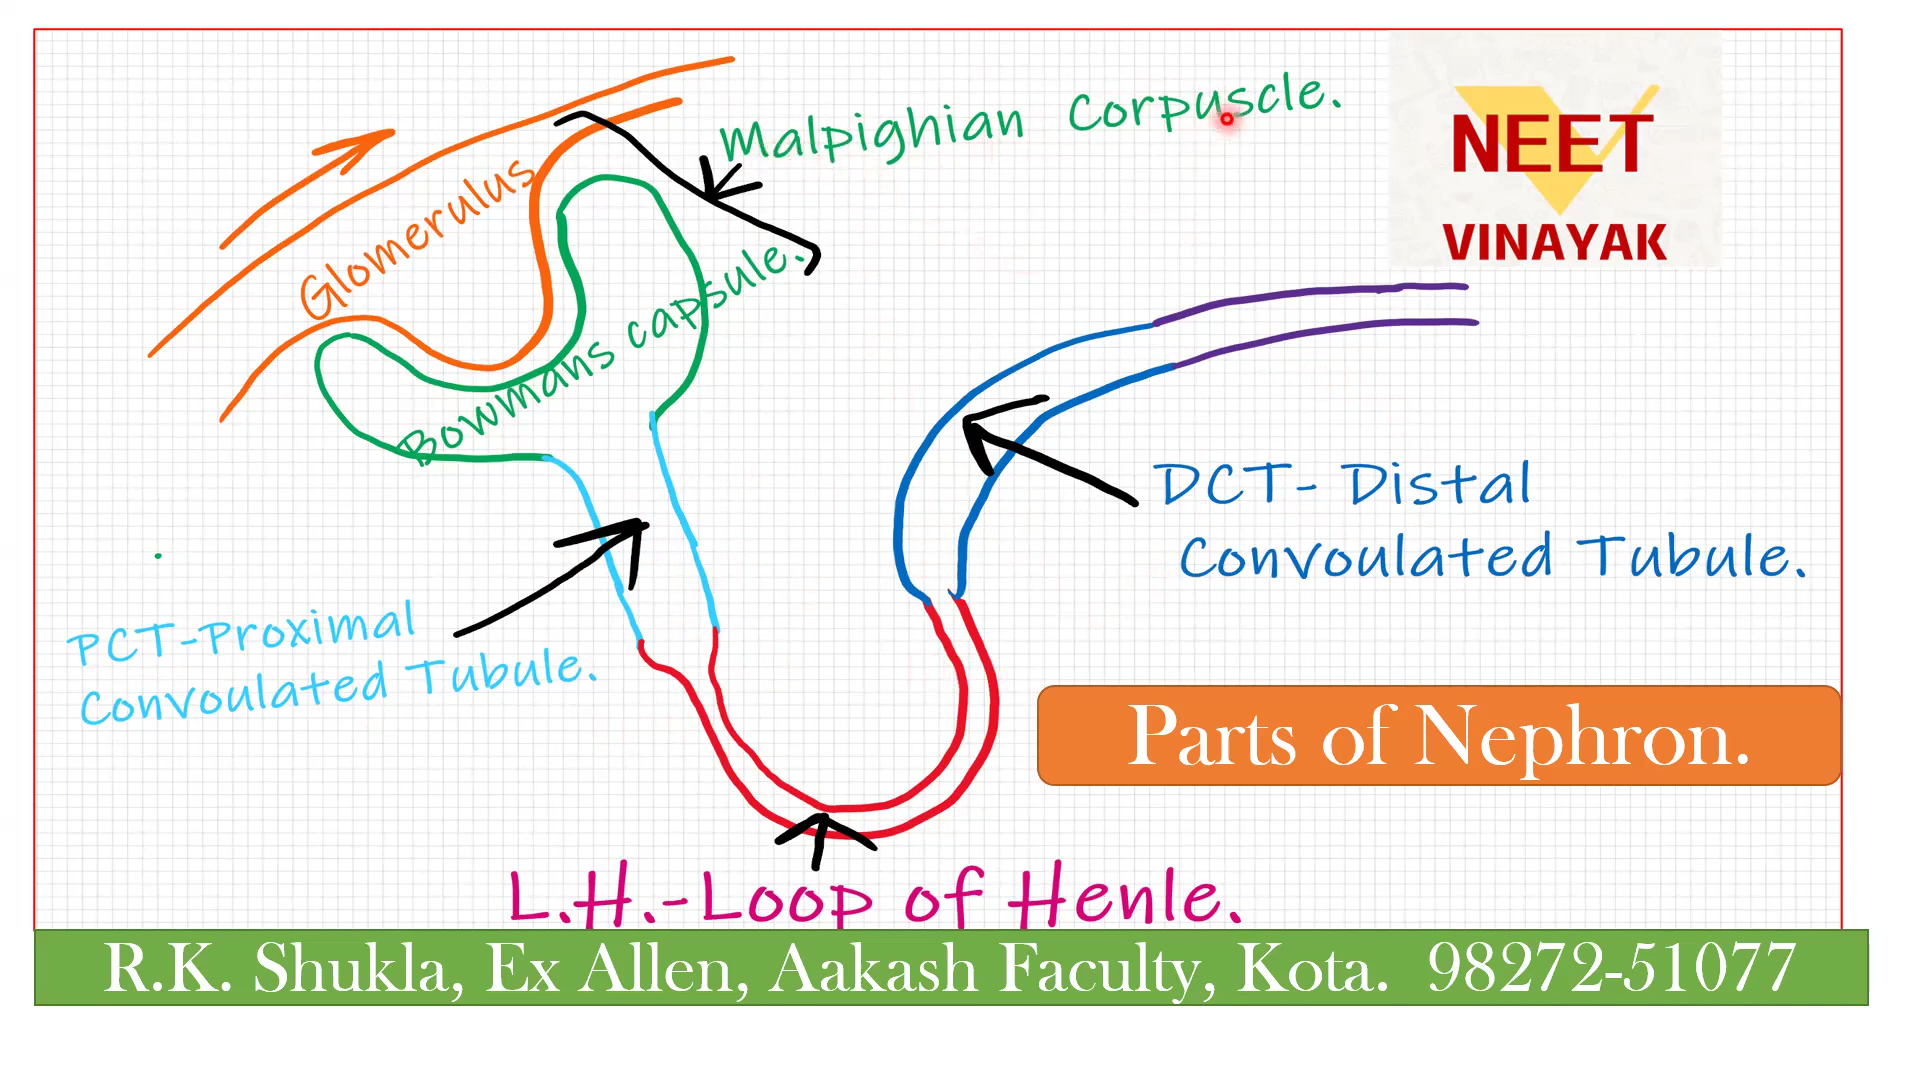 Malpighian Corpuscle.
NEET
VINAYAK
Glomerulus
Bowmans capsule.
DCT- Distal
Convoulated Tubule.
PCT-Proximal
Convoulated Tubule.
Parts of Nephron.
L.H.-Loop of Henle.
R.K. Shukla, Ex Allen, Aakash Faculty, Kota. 98272-51077